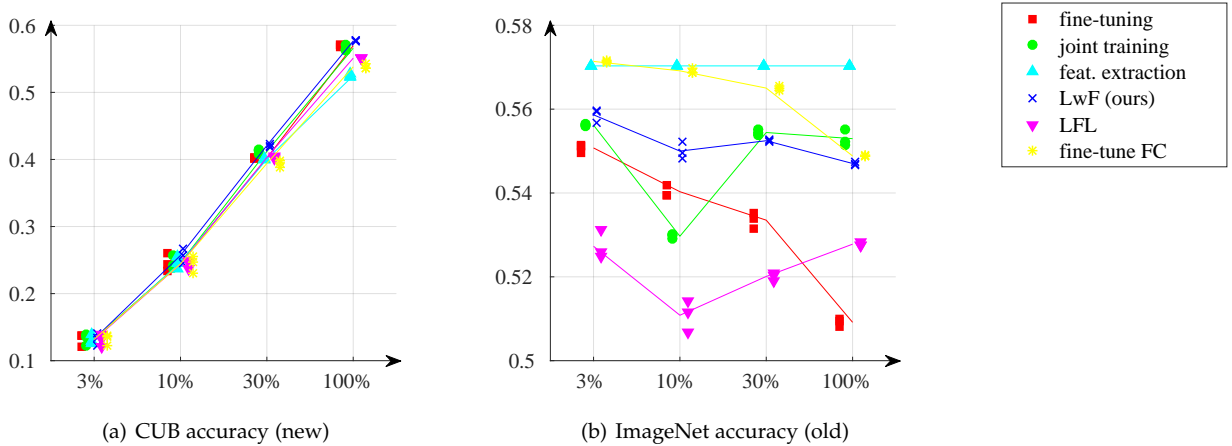 0.6
0.5
0.4
0.3
0.2
0.1
3% 10% 30% 100%
(a) CUB accuracy (new)
0.58
0.56
0.54
0.52
0.5
3% 10% 30% 100%
(b) ImageNet accuracy (old)
fine-tuning
joint training
feat. extraction
LwF (ours)
LFL
fine-tune FC